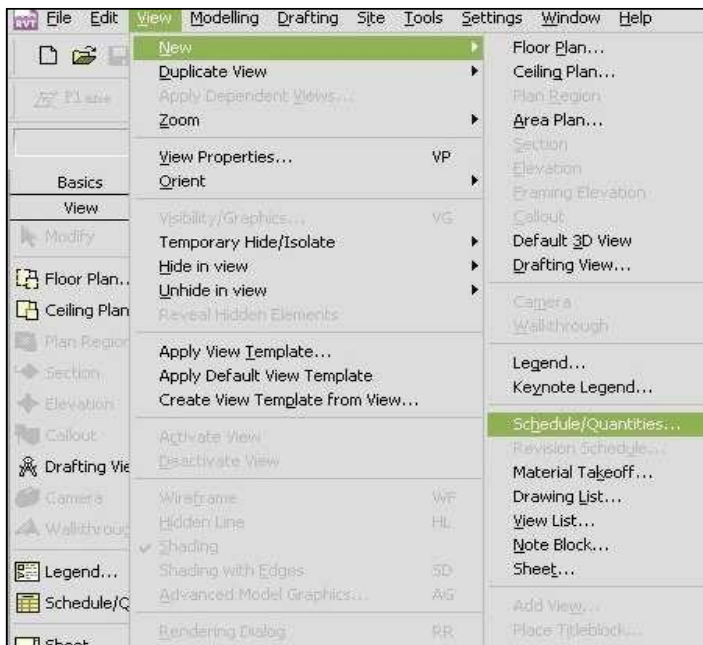 RVT File Edit View Modelling Drafting Site Tools Settings Window Help
Plane
Basics
View
Modify
Floor Plan..
Ceiling Plan
Plan Region
Section
Elevation
Callout
Drafting Vie
Camera
Walkthroug
Legend...
Schedule/Q
Sheet
New
Duplicate View
Apply Dependent Views...
Zoom
View Properties... VP
Orient
Visibility/Graphics... VG
Temporary Hide/Isolate
Hide in view
Unhide in view
Reveal Hidden Elements
Apply View Template...
Apply Default View Template
Create View Template from View...
Activate View
Deactivate View
Wireframe WF
Hidden Line HL
Shading
Shading with Edges SD
Advanced Model Graphics... AG
Rendering Dialog RR
Floor Plan...
Ceiling Plan...
Plan Region
Area Plan...
Section
Elevation
Framing Elevation
Callout
Default 3D View
Drafting View...
Camera
Walkthrough
Legend...
Keynote Legend...
Schedule/Quantities...
Revision Schedule...
Material Takeoff...
Drawing List...
View List...
Note Block...
Sheet...
Add View...
Place Titleblock...